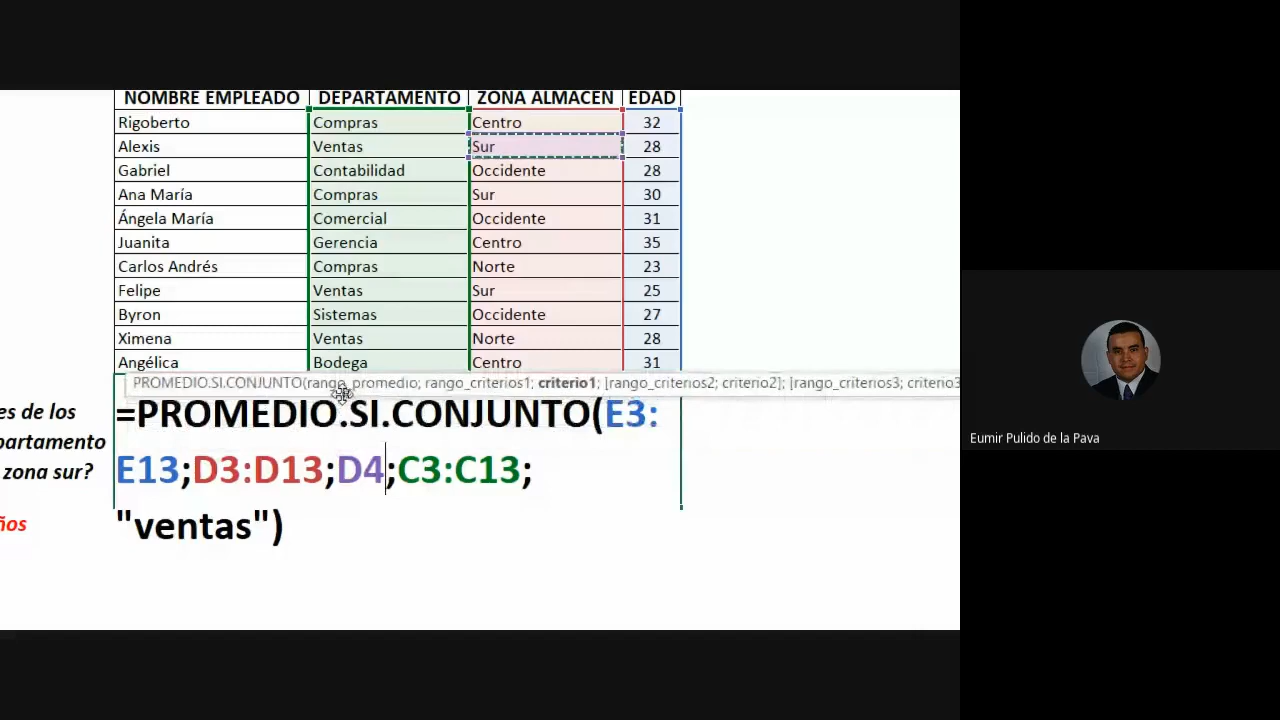 NOMBRE EMPLEADO DEPARTAMENTO ZONA ALMACEN EDAD
Rigoberto Compras Centro 32
Alexis Ventas Sur 28
Gabriel Contabilidad Occidente 28
Ana María Compras Sur 30
Ángela María Comercial Occidente 31
Juanita Gerencia Centro 35
Carlos Andrés Compras Norte 23
Felipe Ventas Sur 25
Byron Sistemas Occidente 27
Ximena Ventas Norte 28
Angélica Bodega Centro 31
PROMEDIO.SI.CONJUNTO(rango_promedio; rango_criterios1; criterio1; [rango_criterios2; criterio2]; [rango_criterios3; criterio3
es de los
partamento
zona sur?
ños
=PROMEDIO.SI.CONJUNTO(E3:
E13;D3:D13;D4;C3:C13;
"ventas")
Eumir Pulido de la Pava